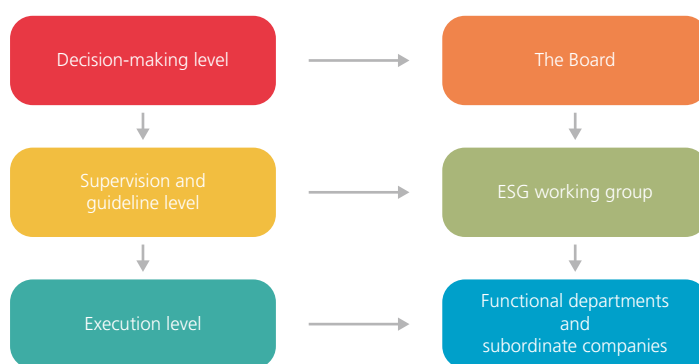 Decision-making level
The Board
Supervision and
guideline level
ESG working group
Execution level
Functional departments
and
subordinate companies